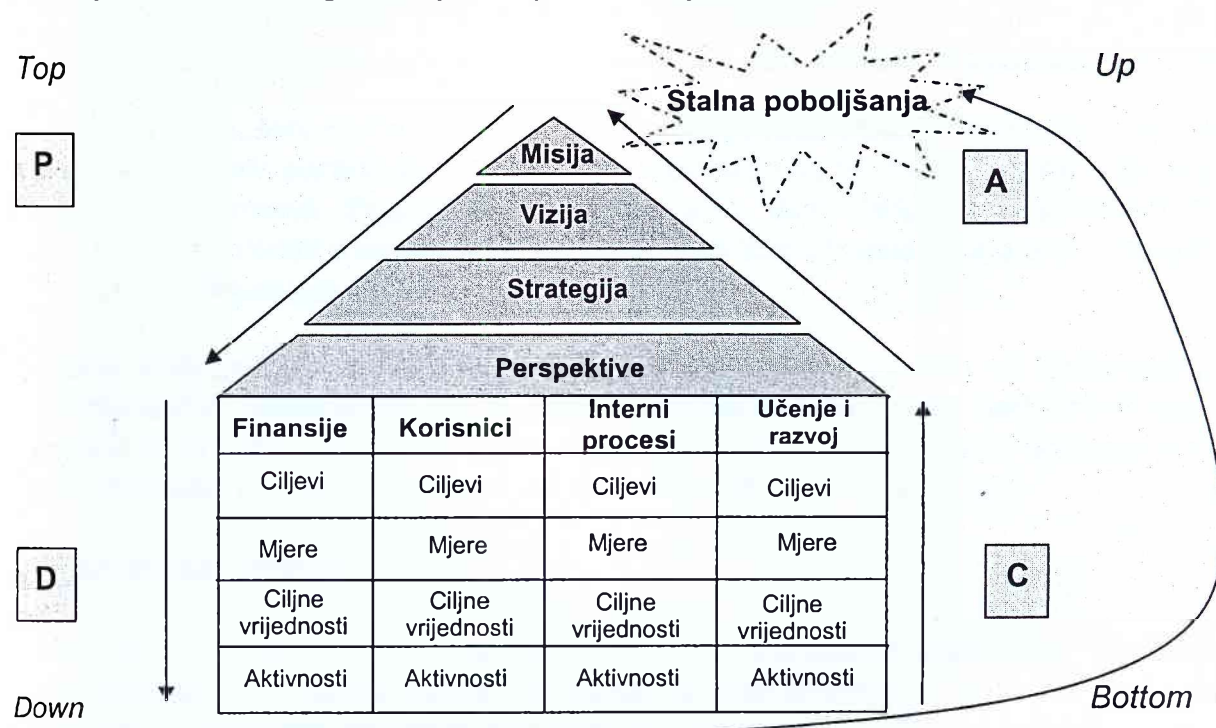 Top
Up
Stalna poboljšanja
P
Misija
A
Vizija
Strategija
Perspektive
Finansije
Korisnici
Interni
procesi
Učenje i
razvoj
Ciljevi
Ciljevi
Ciljevi
Ciljevi
Mjere
Mjere
Mjere
Mjere
D
C
Ciljne
vrijednosti
Ciljne
vrijednosti
Ciljne
vrijednosti
Ciljne
vrijednosti
Aktivnosti
Aktivnosti
Aktivnosti
Aktivnosti
Down
Bottom